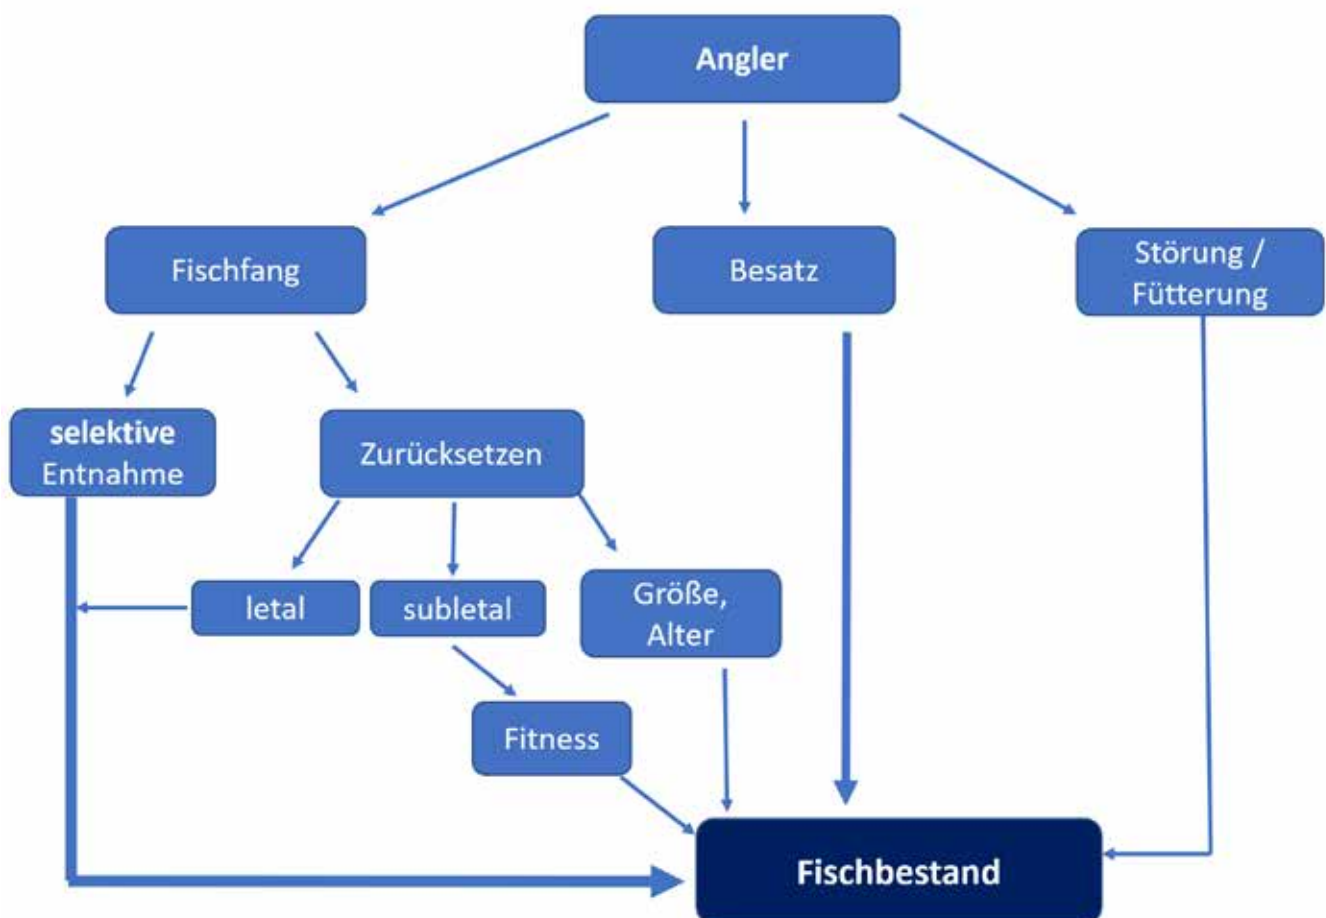 Angler
Fischfang
Besatz
Störung /
Fütterung
selektive
Entnahme
Zurücksetzen
letal
subletal
Größe,
Alter
Fitness
Fischbestand